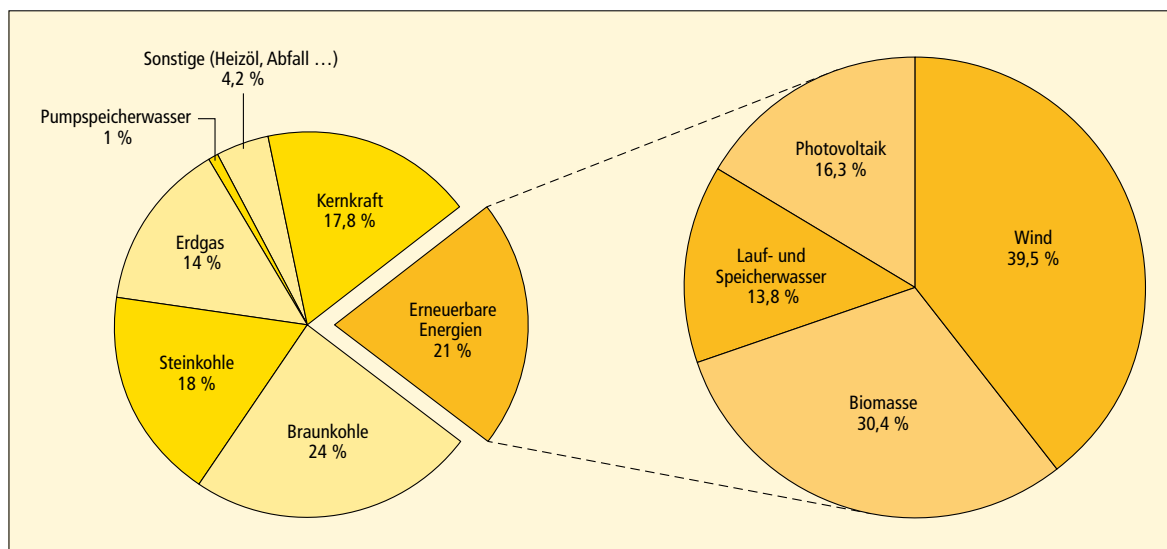 Sonstige (Heizöl, Abfall …)
4,2 %
Pumpspeicherwasser
1 %
Kernkraft
17,8 %
Erdgas
14 %
Erneuerbare
Energien
21 %
Steinkohle
18 %
Braunkohle
24 %
Photovoltaik
16,3 %
Wind
39,5 %
Lauf- und
Speicherwasser
13,8 %
Biomasse
30,4 %